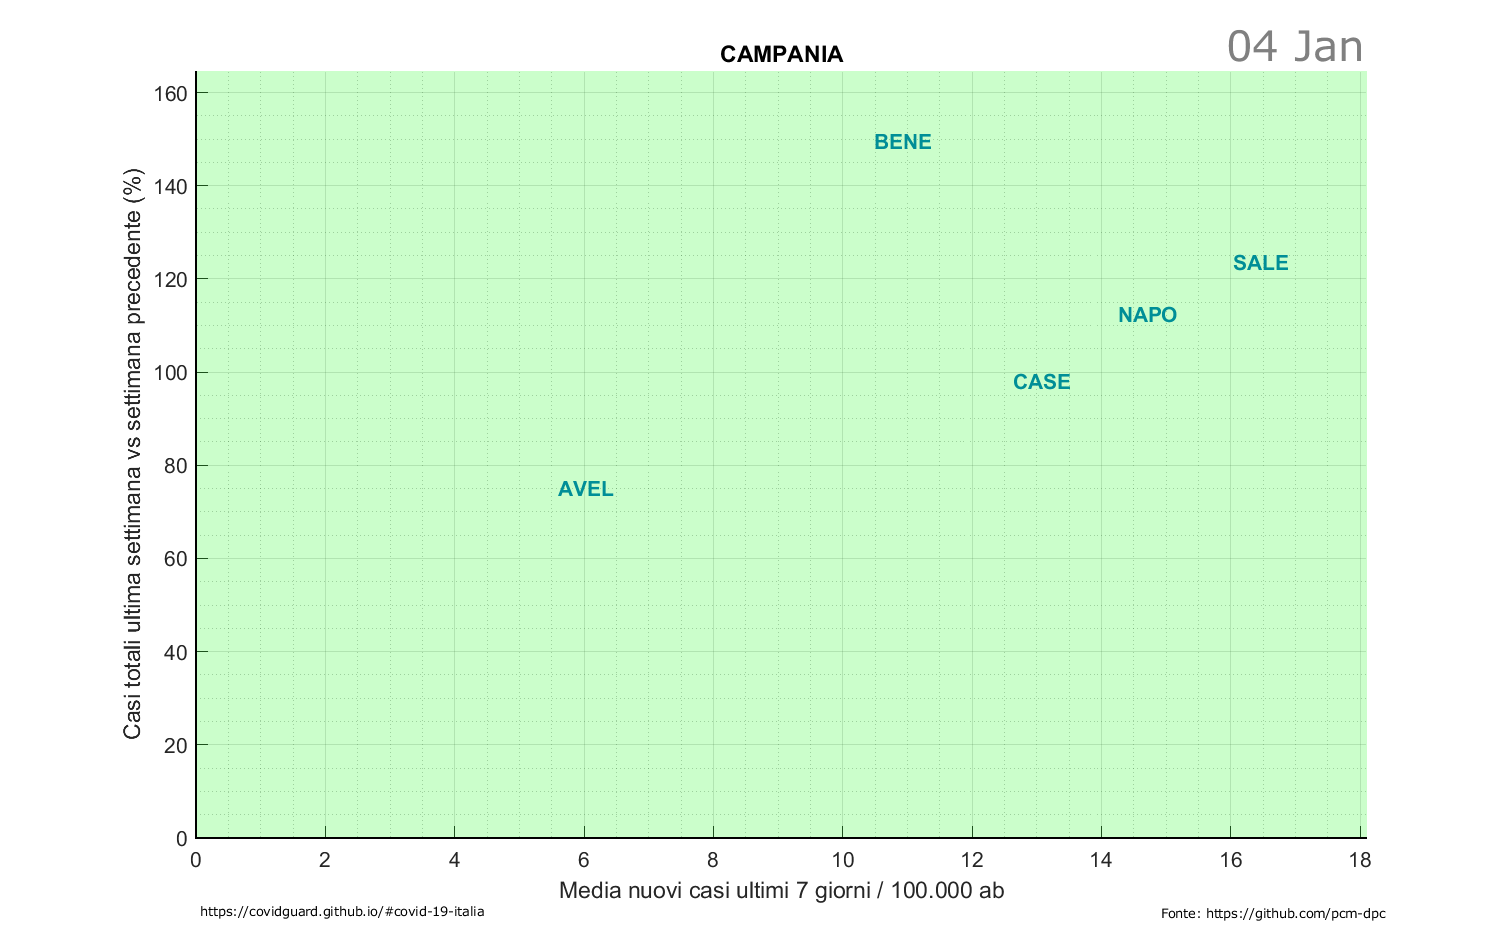 04 Jan
CAMPANIA
Casi totali ultima settimana vs settimana precedente (%)
160
140
120
100
80
60
40
20
0
BENE
SALE
NAPO
CASE
AVEL
0 2 4 6 8 10 12 14 16 18
Media nuovi casi ultimi 7 giorni / 100.000 ab
https://covidguard.github.io/#covid-19-italia
Fonte: https://github.com/pcm-dpc